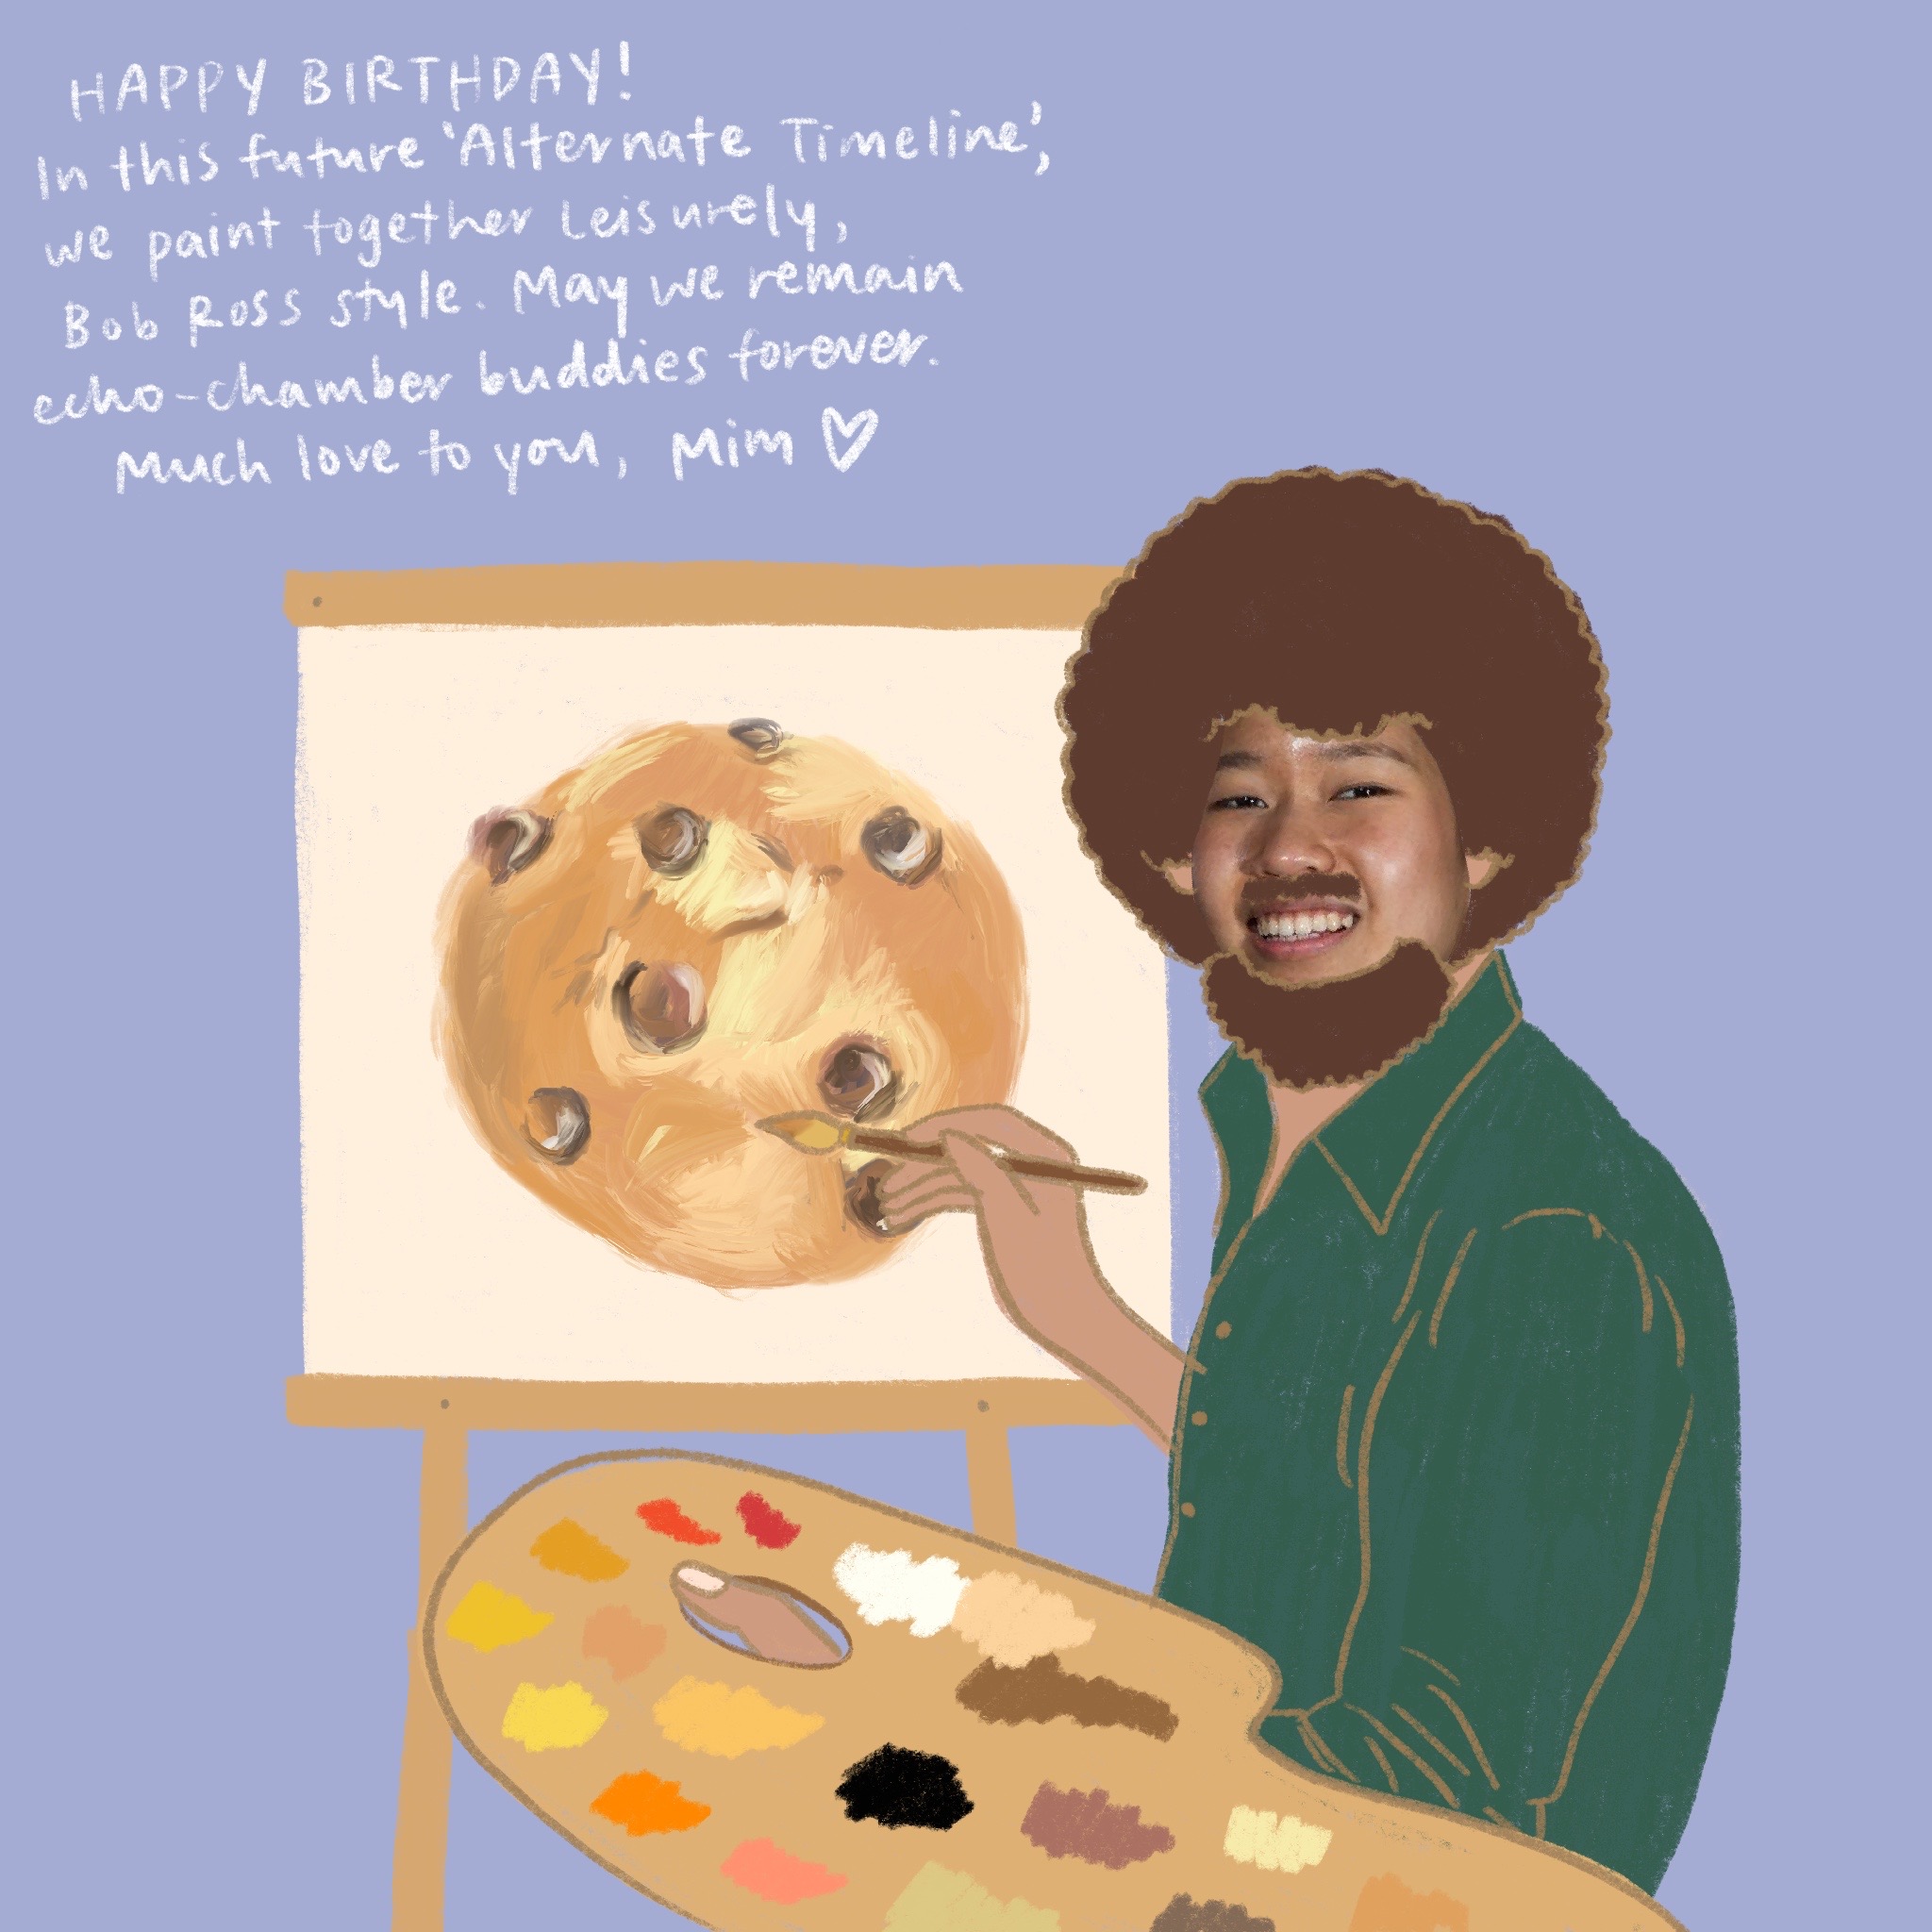 HAPPY BIRTHDAY!
In this future 'Alternate Timeline',
we paint together leisurely,
Bob Ross style. May we remain
echo-chamber buddies forever.
Much love to you, Mim ♡